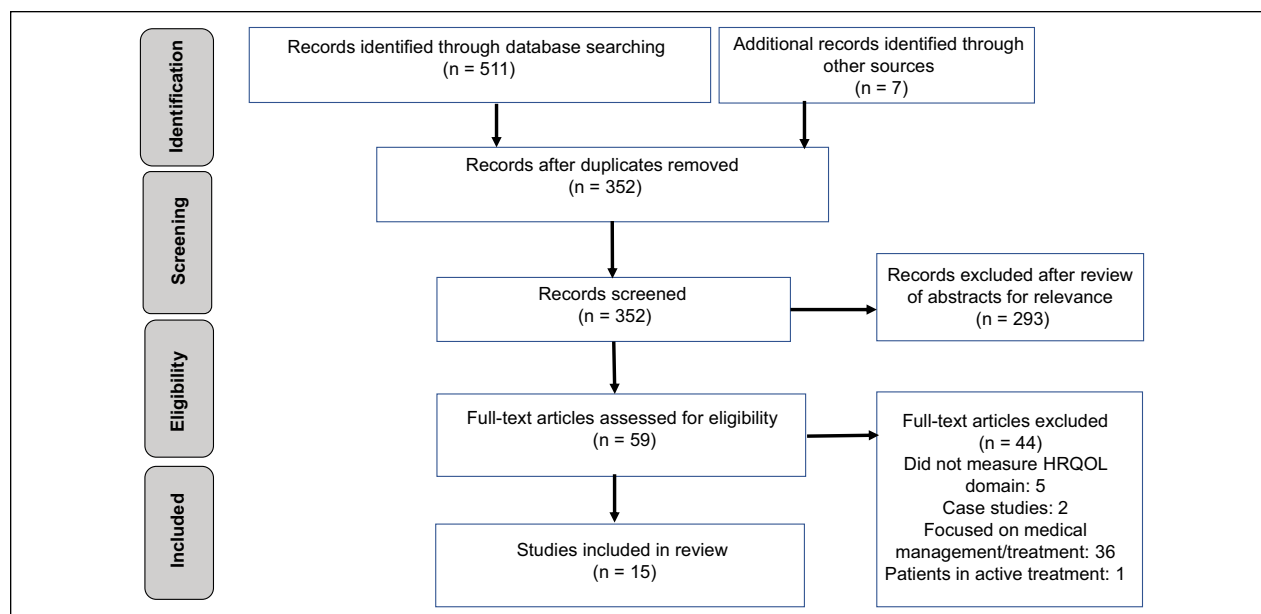 Identification
Records identified through database searching
(n = 511)
Additional records identified through
other sources
(n = 7)
Records after duplicates removed
(n = 352)
Screening
Records screened
(n = 352)
Records excluded after review
of abstracts for relevance
(n = 293)
Eligibility
Full-text articles assessed for eligibility
(n = 59)
Full-text articles excluded
(n = 44)
Did not measure HRQOL
domain: 5
Case studies: 2
Focused on medical
management/treatment: 36
Patients in active treatment: 1
Included
Studies included in review
(n = 15)